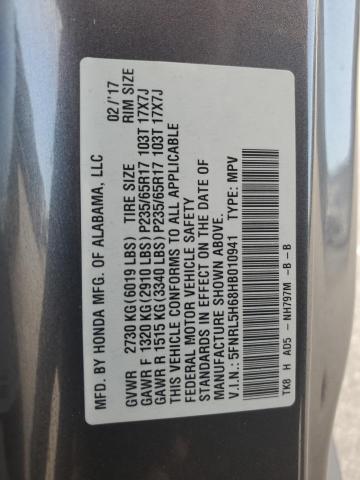 MFD. BY HONDA MFG. OF ALABAMA, LLC 02/'17
GVWR 2730 KG (6019 LBS) TIRE SIZE RIM SIZE
GAWR F 1320 KG (2910 LBS) P235/65R17 103T 17X7J
GAWR R 1515 KG (3340 LBS) P235/65R17 103T 17X7J
THIS VEHICLE CONFORMS TO ALL APPLICABLE
FEDERAL MOTOR VEHICLE SAFETY
STANDARDS IN EFFECT ON THE DATE OF
MANUFACTURE SHOWN ABOVE.
V.I.N.: 5FNRL5H68HB010941 TYPE: MPV
TK8 H AD5 - NH797M -B -B